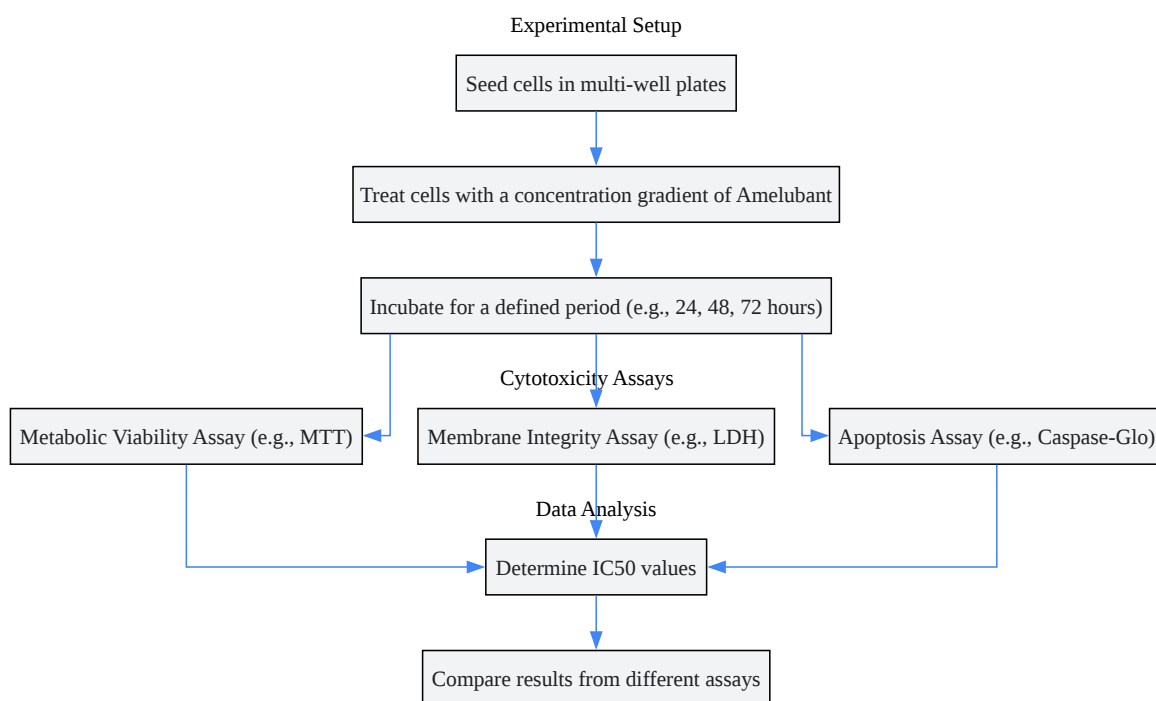 Experimental Setup
Seed cells in multi-well plates
Treat cells with a concentration gradient of Amelubant
Incubate for a defined period (e.g., 24, 48, 72 hours)
Cytotoxicity Assays
Metabolic Viability Assay (e.g., MTT)
Membrane Integrity Assay (e.g., LDH)
Apoptosis Assay (e.g., Caspase-Glo)
Data Analysis
Determine IC50 values
Compare results from different assays